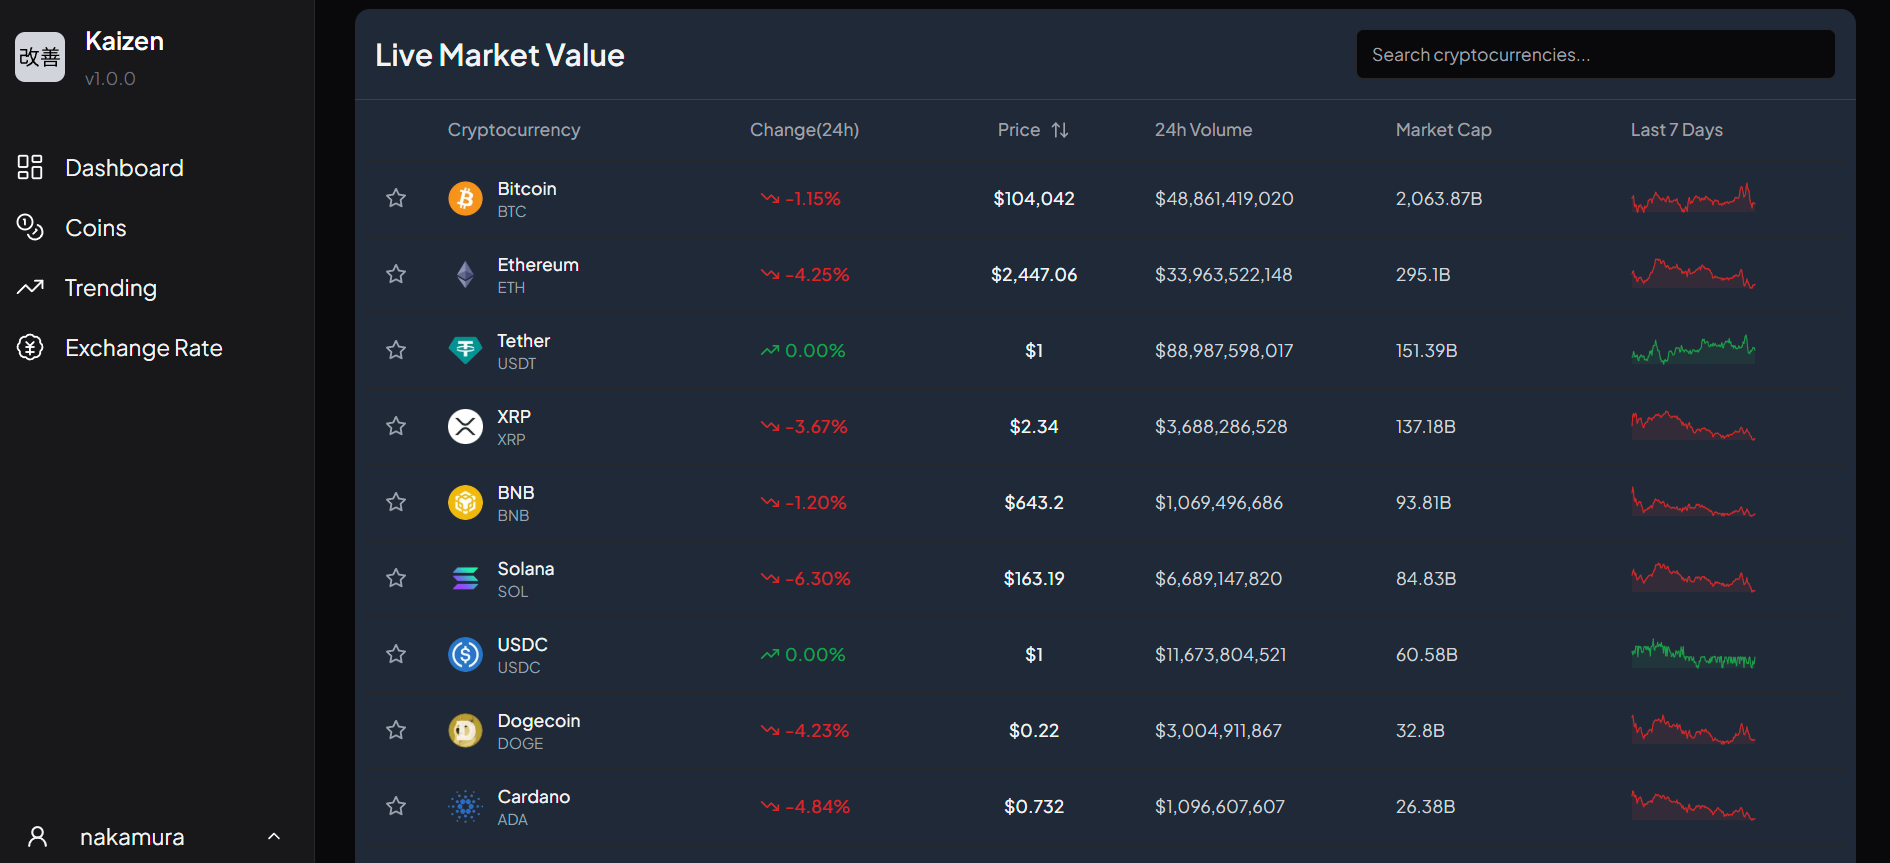 改善
Kaizen
v1.0.0
Dashboard
Coins
Trending
Exchange Rate
nakamura
Live Market Value
Search cryptocurrencies...
Cryptocurrency Change(24h) Price 24h Volume Market Cap Last 7 Days
Bitcoin
BTC
-1.15% $104,042 $48,861,419,020 2,063.87B
Ethereum
ETH
-4.25% $2,447.06 $33,963,522,148 295.1B
Tether
USDT
0.00% $1 $88,987,598,017 151.39B
XRP
XRP
-3.67% $2.34 $3,688,286,528 137.18B
BNB
BNB
-1.20% $643.2 $1,069,496,686 93.81B
Solana
SOL
-6.30% $163.19 $6,689,147,820 84.83B
USDC
USDC
0.00% $1 $11,673,804,521 60.58B
Dogecoin
DOGE
-4.23% $0.22 $3,004,911,867 32.8B
Cardano
ADA
-4.84% $0.732 $1,096,607,607 26.38B